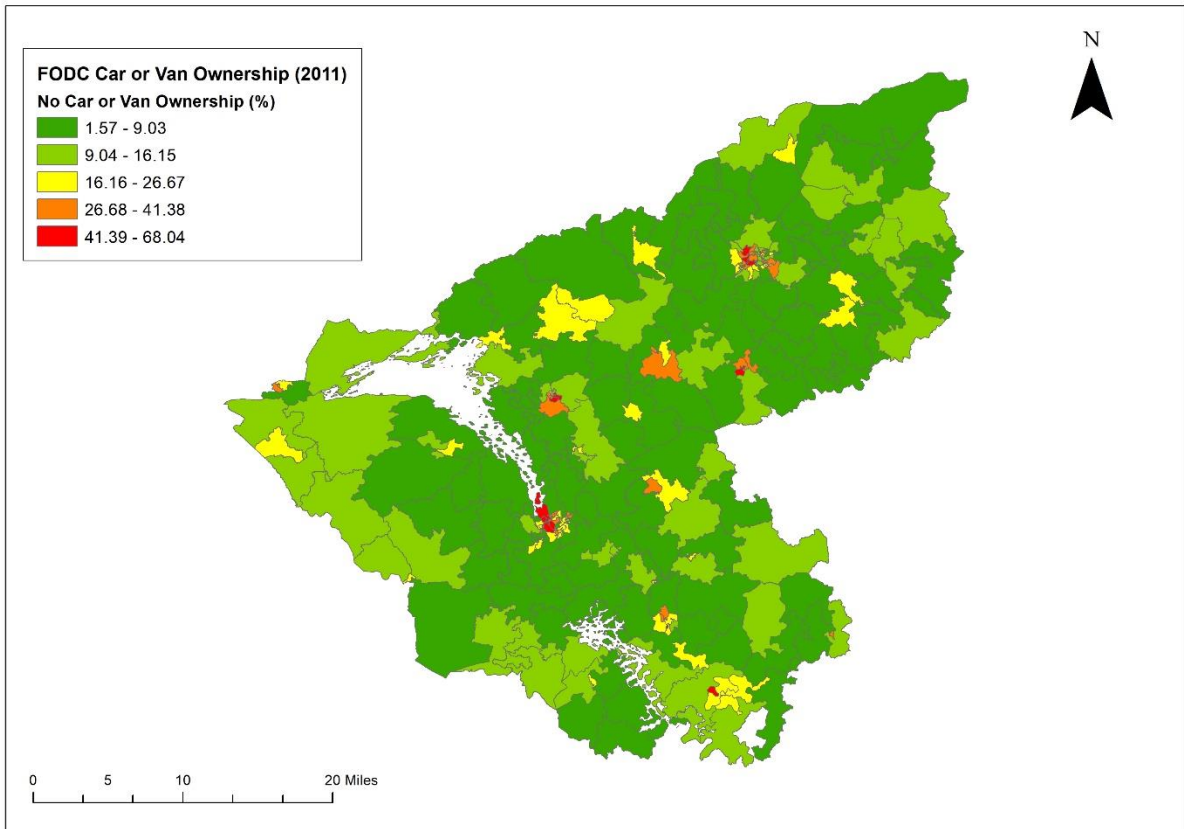 FODC Car or Van Ownership (2011)
No Car or Van Ownership (%)
1.57 - 9.03
9.04 - 16.15
16.16 - 26.67
26.68 - 41.38
41.39 - 68.04
N
0 5 10 20 Miles